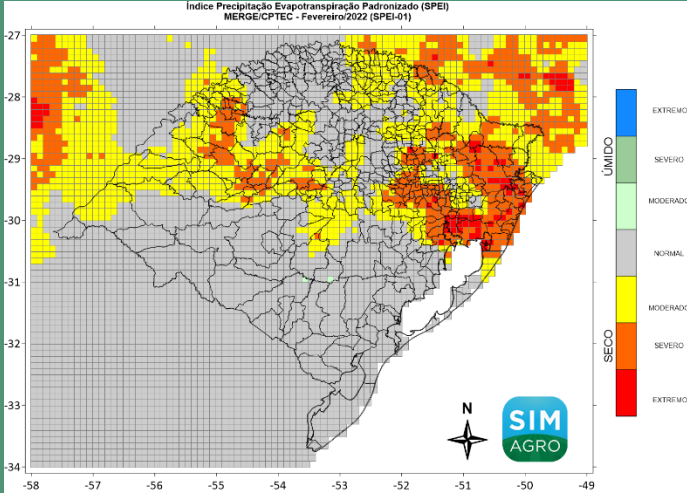 Índice Precipitação Evapotranspiração Padronizado (SPEI)
MERGE/CPTEC - Fevereiro/2022 (SPEI-01)
-27
-28
-29
-30
-31
-32
-33
-34
-58
-57
-56
-55
-54
-53
-52
-51
-50
-49
N
SIM
AGRO
ÚMIDO
SECO
EXTREMO
SEVERO
MODERADO
NORMAL
MODERADO
SEVERO
EXTREMO